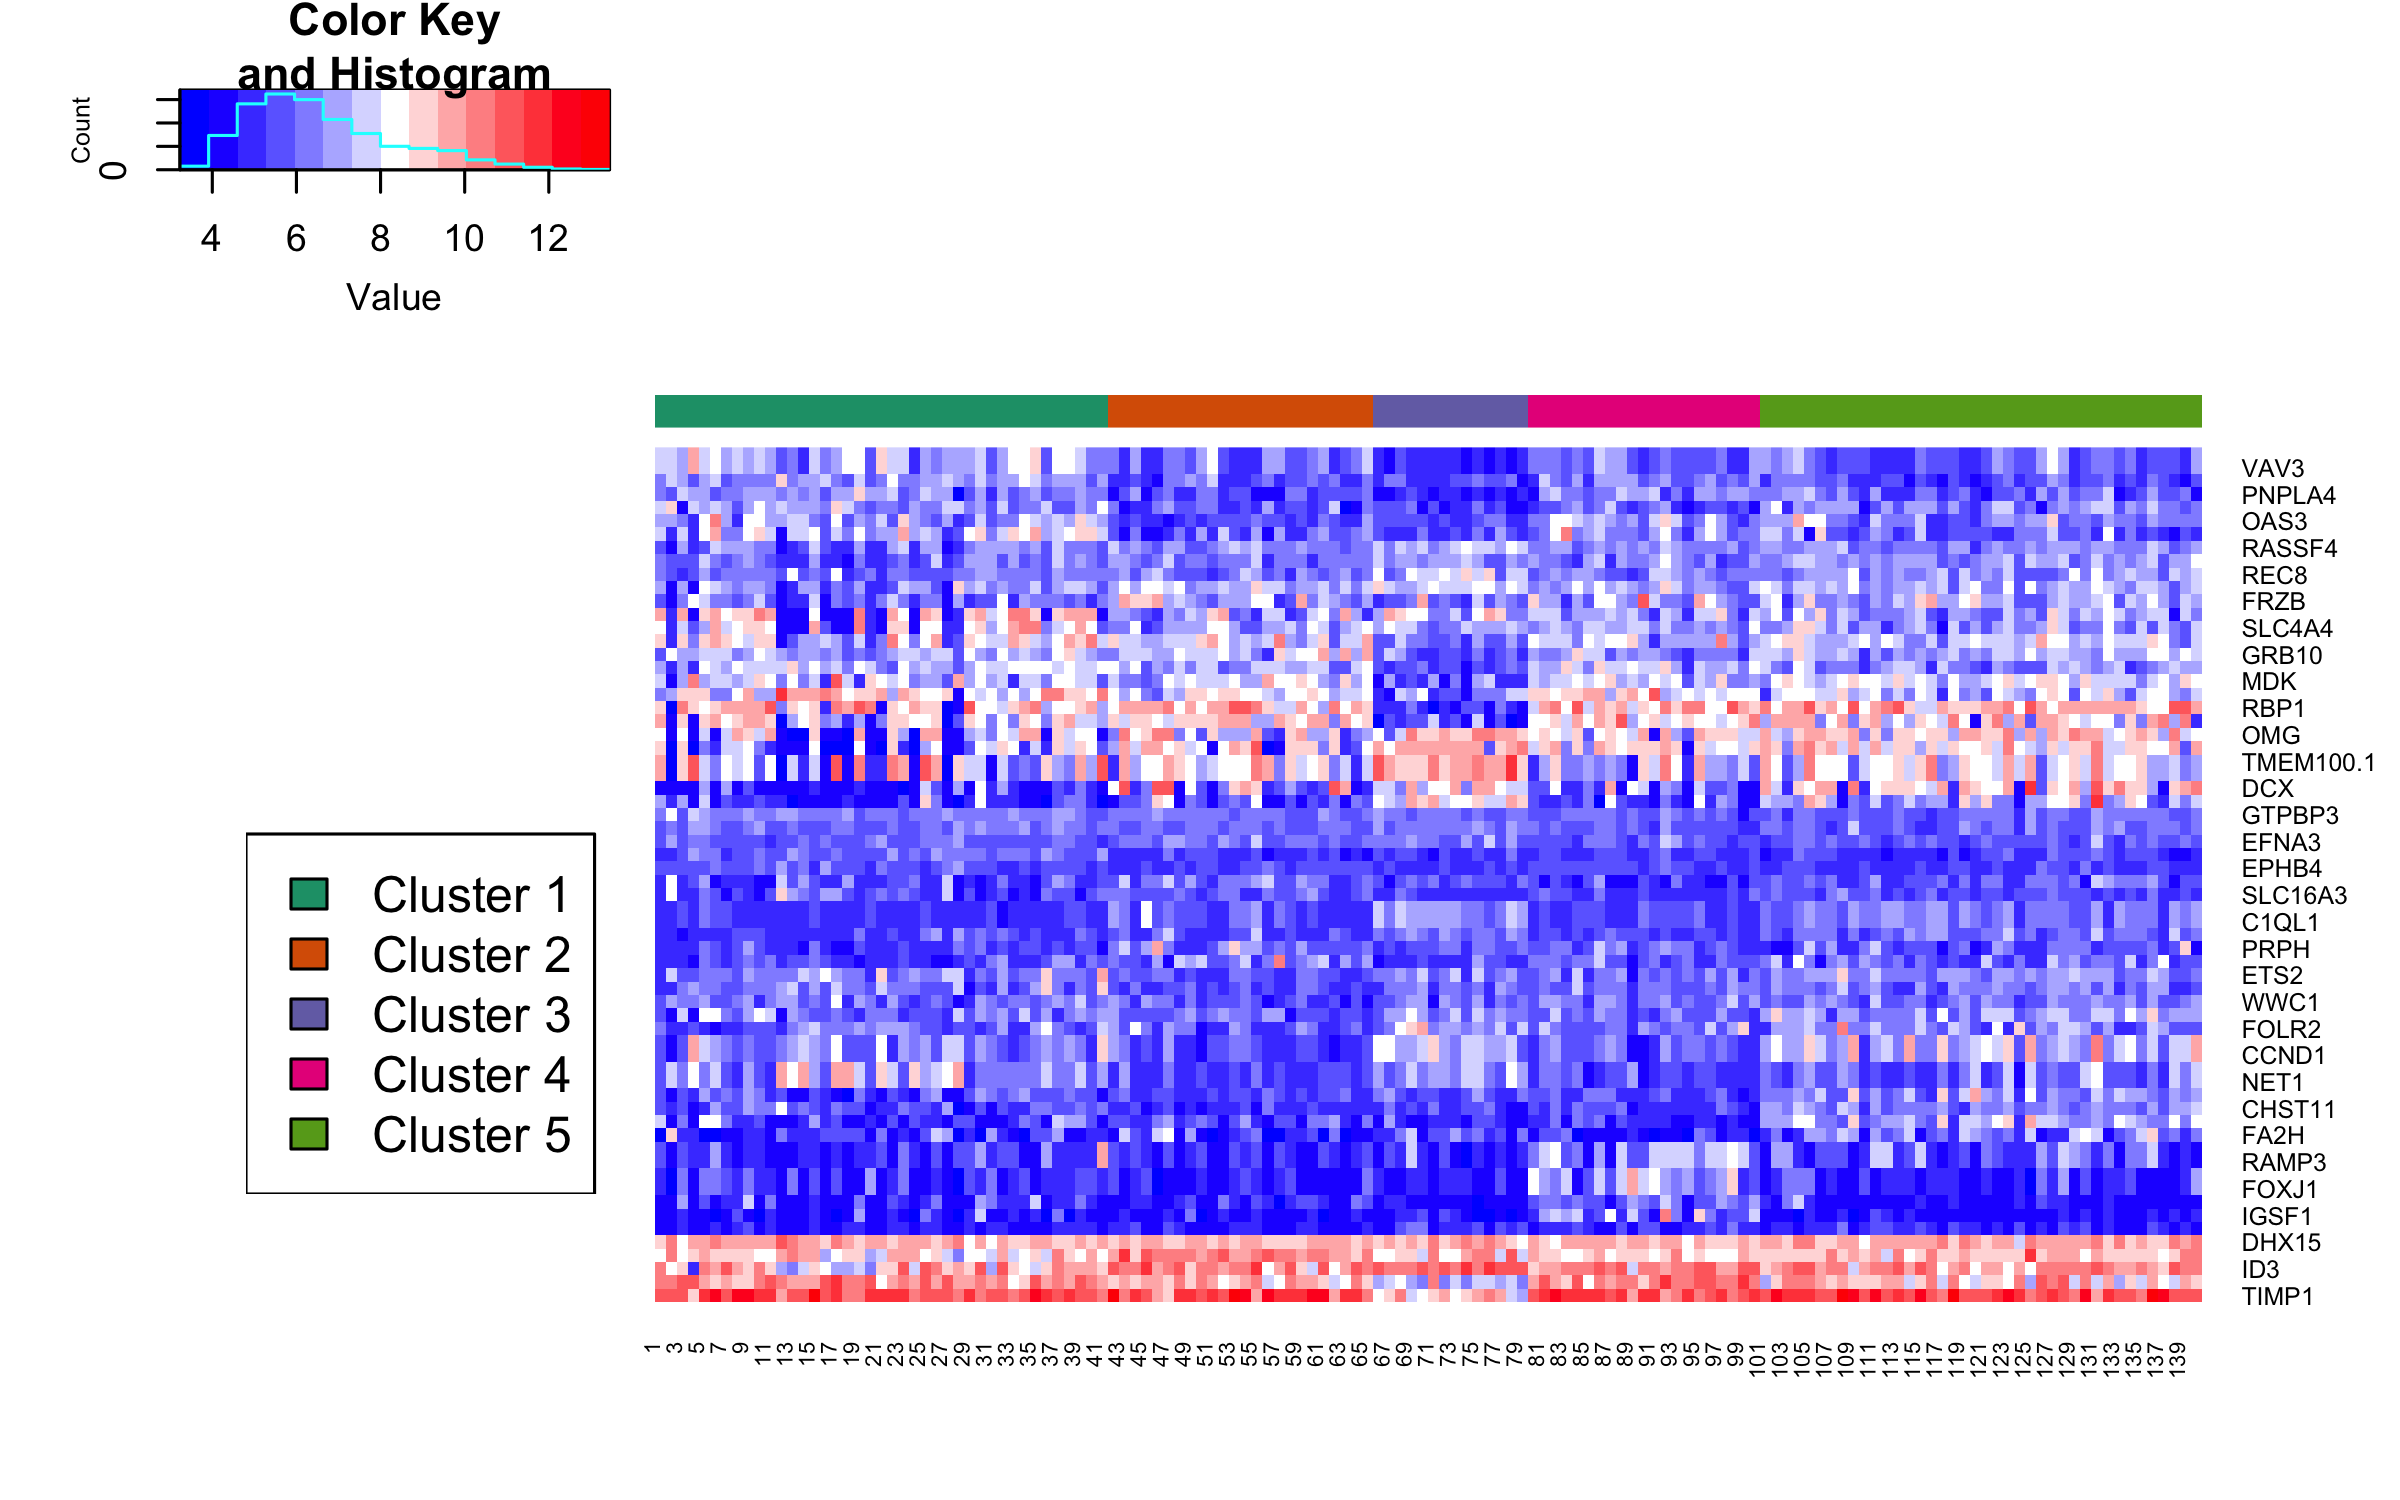 Color Key
and Histogram
Count
0
4 6 8 10 12
Value
VAV3
PNPLA4
OAS3
RASSF4
REC8
FRZB
SLC4A4
GRB10
MDK
RBP1
OMG
TMEM100.1
DCX
GTPBP3
EFNA3
EPHB4
SLC16A3
C1QL1
PRPH
ETS2
WWC1
FOLR2
CCND1
NET1
CHST11
FA2H
RAMP3
FOXJ1
IGSF1
DHX15
ID3
TIMP1
Cluster 1
Cluster 2
Cluster 3
Cluster 4
Cluster 5
1 3 5 7 9 11 13 15 17 19 21 23 25 27 29 31 33 35 37 39 41 43 45 47 49 51 53 55 57 59 61 63 65 67 69 71 73 75 77 79 81 83 85 87 89 91 93 95 97 99 101 103 105 107 109 111 113 115 117 119 121 123 125 127 129 131 133 135 137 139